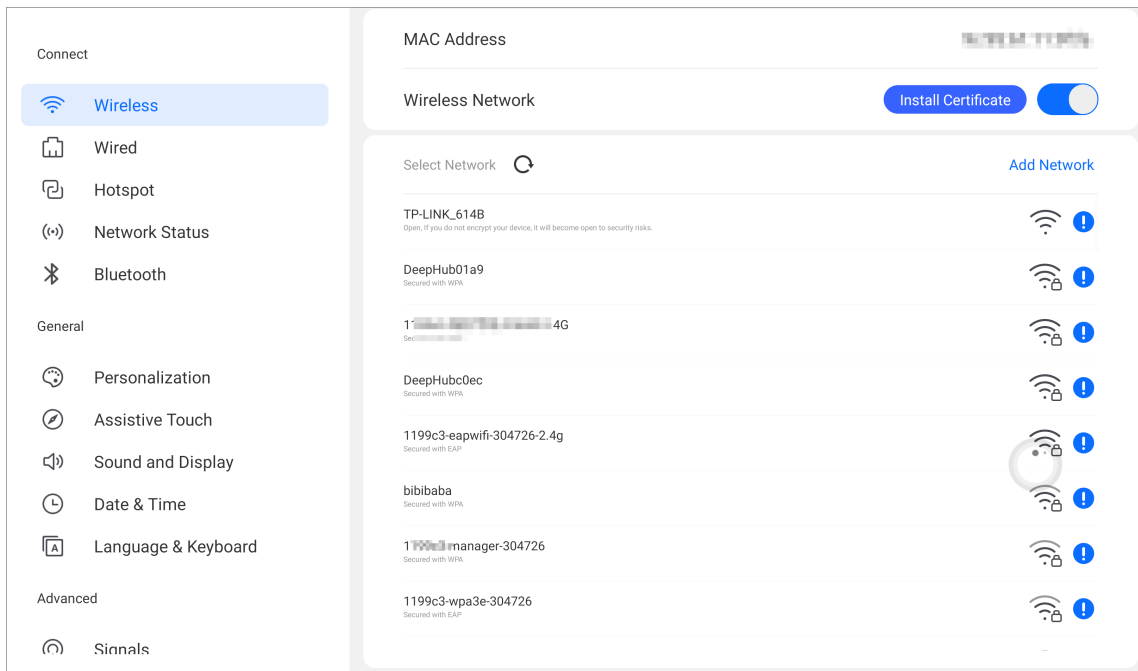 Connect
Wireless
Wired
Hotspot
Network Status
Bluetooth
General
Personalization
Assistive Touch
Sound and Display
Date & Time
Language & Keyboard
Advanced
Signals
MAC Address
Wireless Network
Install Certificate
Select Network
Add Network
TP-LINK_614B
Open, If you do not encrypt your device, it will become open to security risks.
DeepHub01a9
Secured with WPA
4G
DeepHubc0ec
Secured with WPA
1199c3-eapwifi-304726-2.4g
Secured with EAP
bibibaba
Secured with WPA
manager-304726
Secured with WPA
1199c3-wpa3e-304726
Secured with EAP